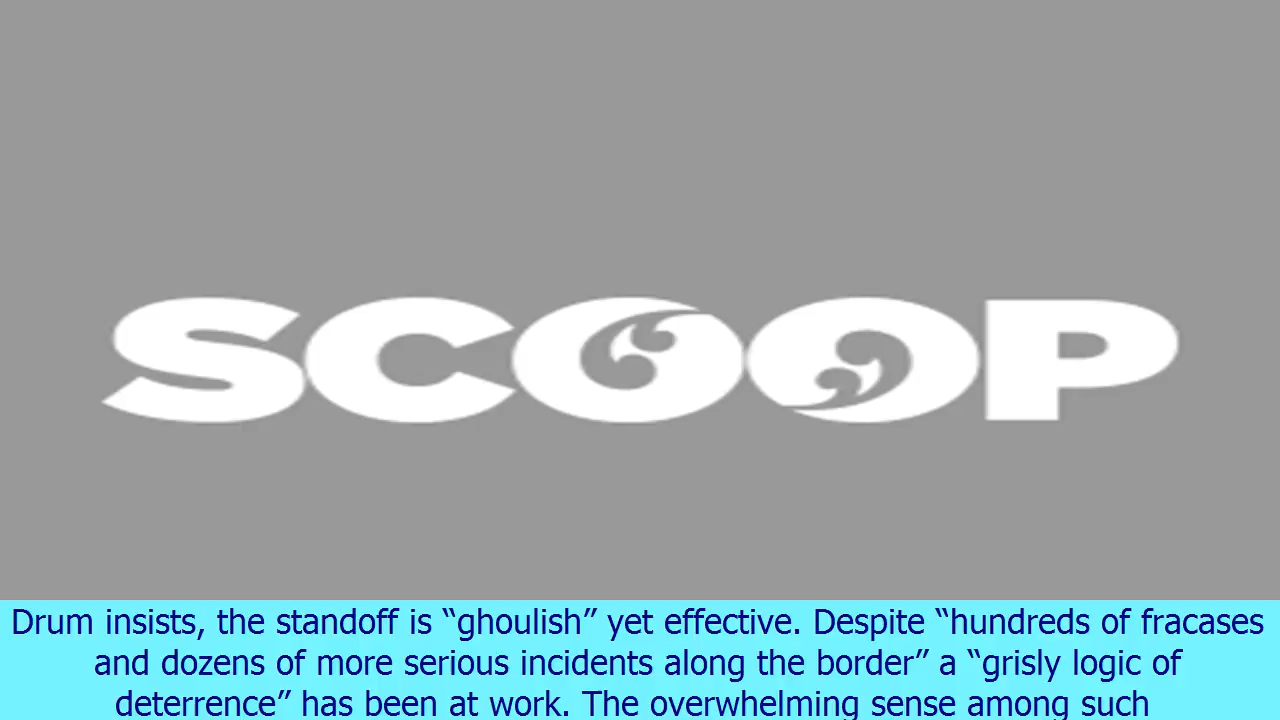 SCOOP
Drum insists, the standoff is “ghoulish” yet effective. Despite “hundreds of fracases
and dozens of more serious incidents along the border” a “grisly logic of
deterrence” has been at work. The overwhelming sense among such